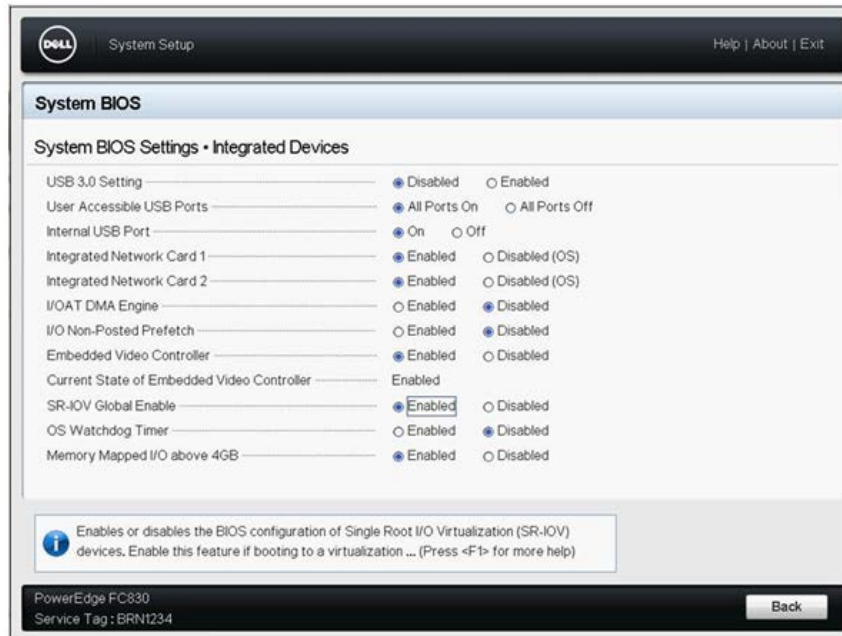 DELL System Setup Help | About | Exit
System BIOS
System BIOS Settings • Integrated Devices
USB 3.0 Setting Disabled Enabled
User Accessible USB Ports All Ports On All Ports Off
Internal USB Port On Off
Integrated Network Card 1 Enabled Disabled (OS)
Integrated Network Card 2 Enabled Disabled (OS)
I/OAT DMA Engine Enabled Disabled
I/O Non-Posted Prefetch Enabled Disabled
Embedded Video Controller Enabled Disabled
Current State of Embedded Video Controller Enabled
SR-IOV Global Enable Enabled Disabled
OS Watchdog Timer Enabled Disabled
Memory Mapped I/O above 4GB Enabled Disabled
Enables or disables the BIOS configuration of Single Root I/O Virtualization (SR-IOV)
devices. Enable this feature if booting to a virtualization ... (Press <F1> for more help)
PowerEdge FC830
Service Tag : BRN1234
Back